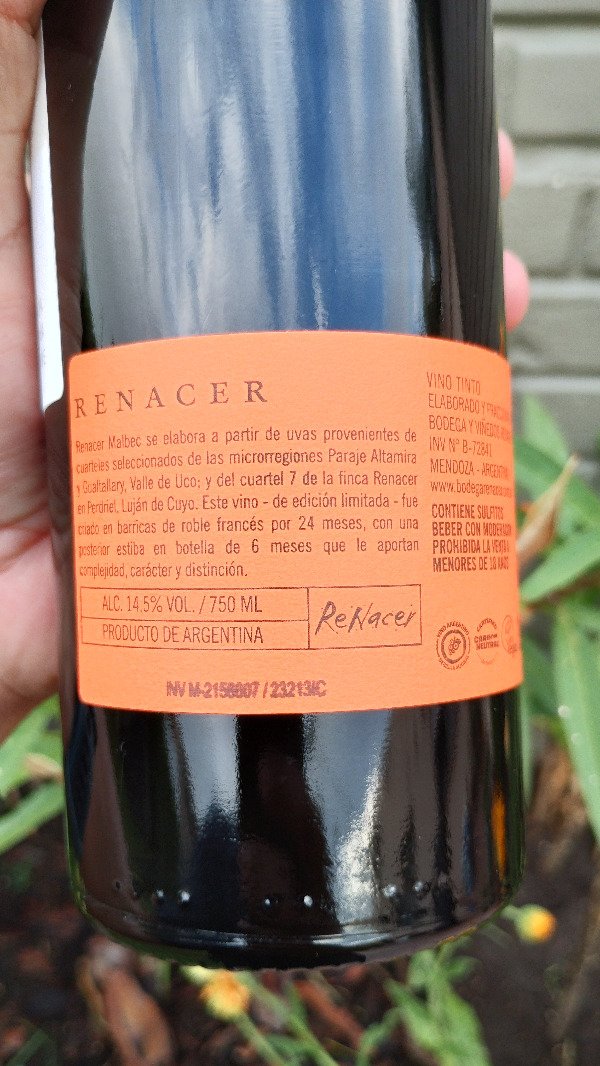 RENACER
Renacer Malbec se elabora a partir de uvas provenientes de
cuarteles seleccionados de las microrregiones Paraje Altamira
y Gualtallary, Valle de Uco; y del cuartel 7 de la finca Renacer
en Perdriel, Luján de Cuyo. Este vino - de edición limitada - fue
criado en barricas de roble francés por 24 meses, con una
posterior estiba en botella de 6 meses que le aportan
complejidad, carácter y distinción.
ALC. 14.5% VOL. / 750 ML
PRODUCTO DE ARGENTINA
ReNacer
INV M-2158807 / 23213IC
VINO TINTO
ELABORADO Y
BODEGA Y VIÑEDOS
INV Nº B-72841
MENDOZA - ARGENTINA
CONTIENE SULFITOS
BEBER CON MODERACIÓN
PROHIBIDA LA VENTA A
MENORES DE 18 AÑOS
VINO ARGENTINO
CARBON
NEUTRAL